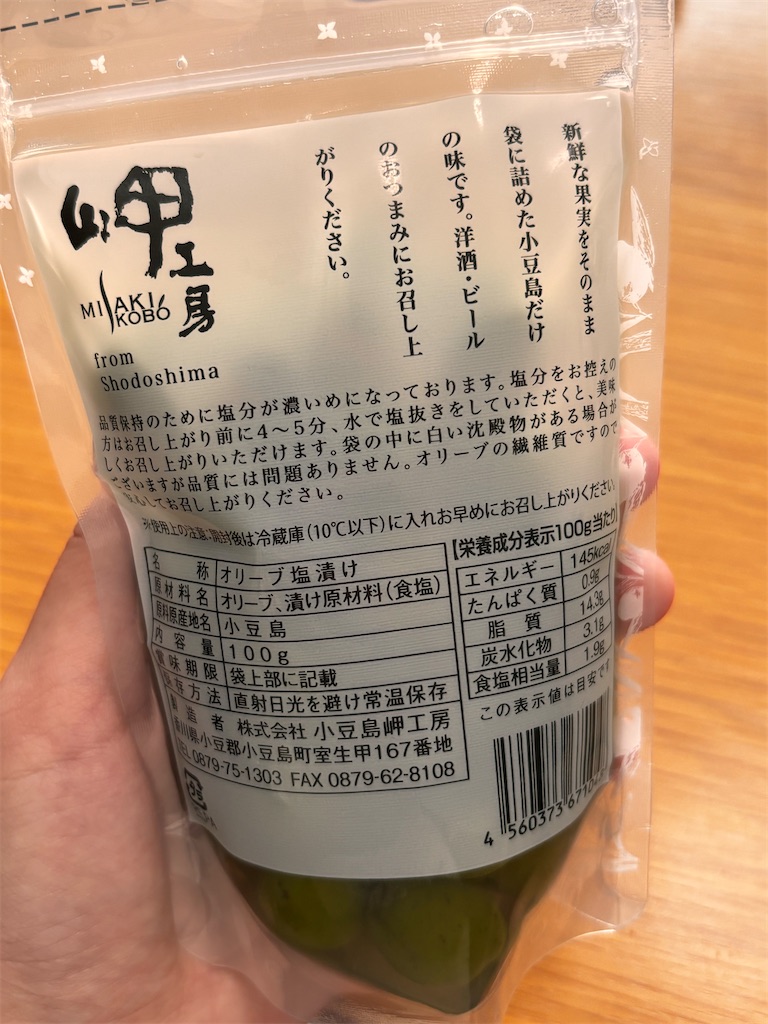 新鮮な果実をそのまま
袋に詰めた小豆島だけ
の味です。洋酒・ビール
のおつまみにお召し上
がりください。
岬工房
MISAKI
KOBO
from
Shodoshima
品質保持のために塩分が濃いめになっております。塩分をお控えの
方はお召し上がり前に4〜5分、水で塩抜きをしていただくと、美味
しくお召し上がりいただけます。袋の中に白い沈殿物がある場合が
ございますが品質には問題ありません。オリーブの繊維質ですので
してお召し上がりください。
使用上の注意:開封後は冷蔵庫(10℃以下)に入れお早めにお召し上がりください。
名称 オリーブ塩漬け
原材料名 オリーブ、漬け原材料(食塩)
原料原産地名 小豆島
内容量 100g
賞味期限 袋上部に記載
保存方法 直射日光を避け常温保存
製造者 株式会社 小豆島岬工房
香川県小豆郡小豆島町室生甲167番地
TEL 0879-75-1303 FAX 0879-62-8108
【栄養成分表示100g当たり】
エネルギー 145kcal
たんぱく質 0.9g
脂質 14.3g
炭水化物 3.1g
食塩相当量 1.9g
この表示値は目安です
プラ
4 560373 6710